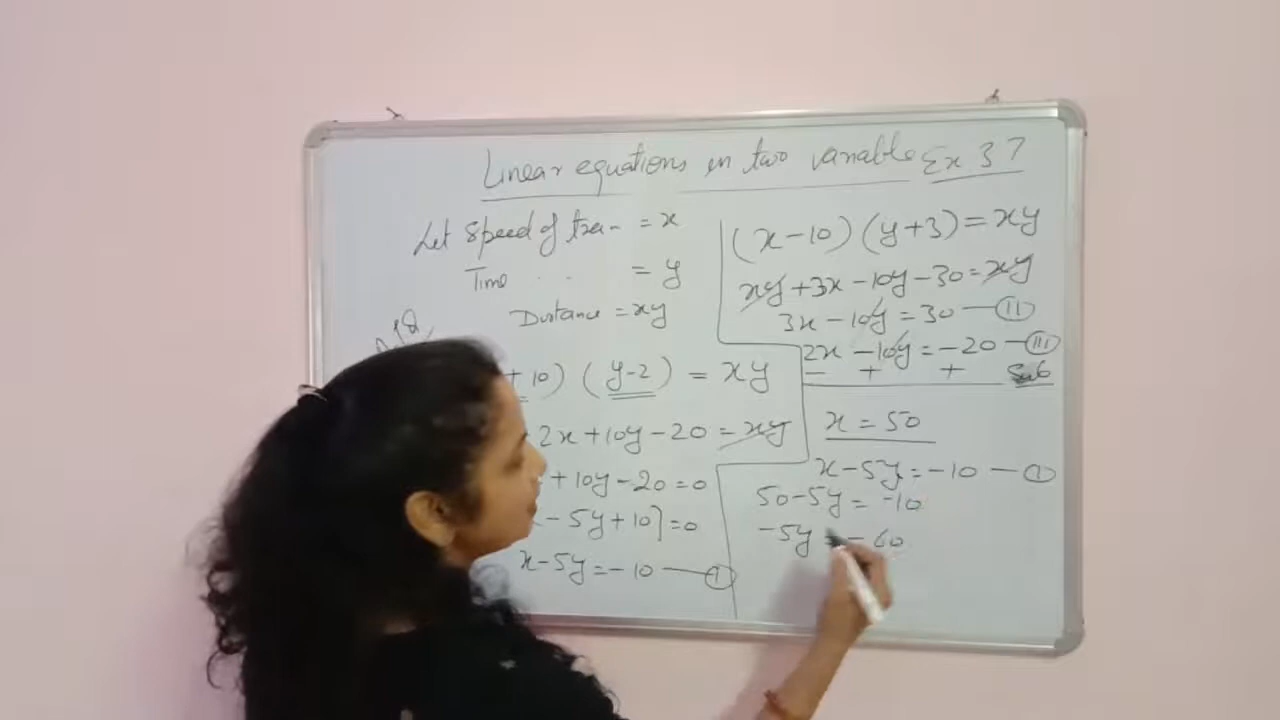 Linear equations in two variable Ex 3 7
Let Speed of = x
Time .. .. = y
Distance = xy
+ 10) (y-2) = xy
2x + 10y - 20 = xy
+ 10y - 20 = 0
- 5y + 10] = 0
x - 5y = - 10 — I
(x - 10) (y + 3) = xy
xy + 3x - 10y - 30 = xy
3x - 10y = 30 — II
2x - 10y = - 20 — III
- + +
x = 50
x - 5y = - 10 — I
50 - 5y = - 10
- 5y = - 60